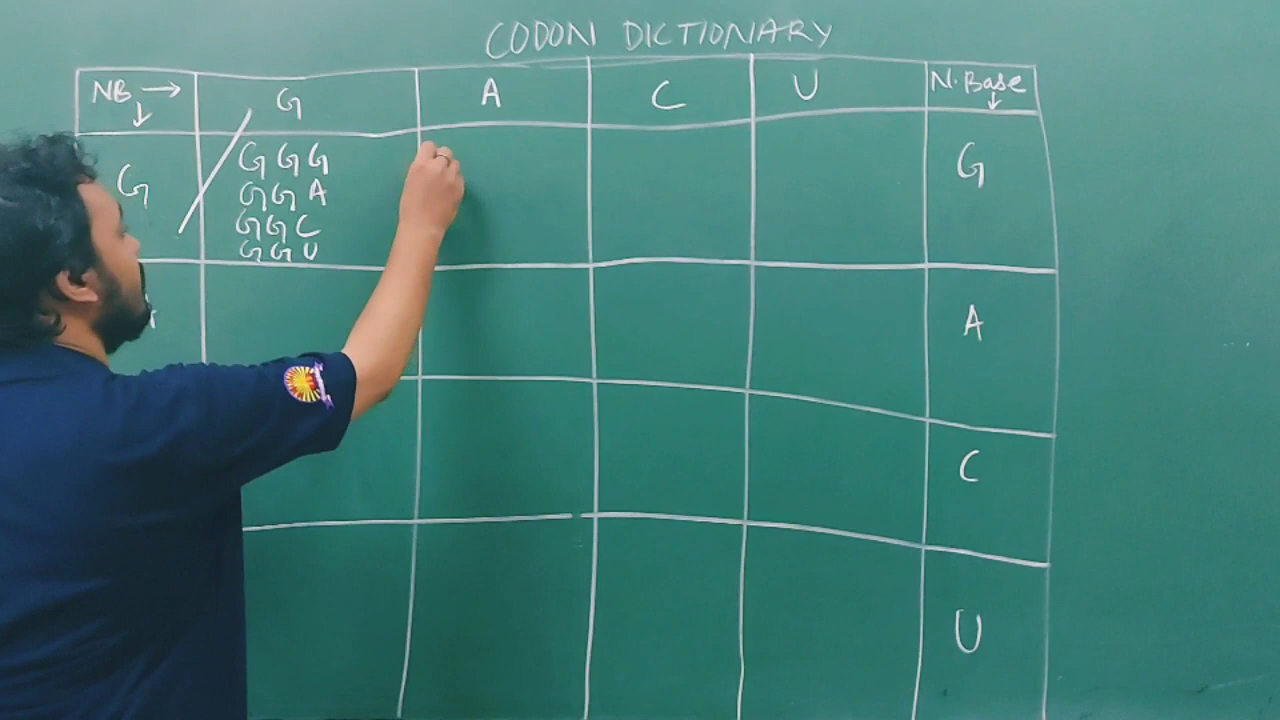 CODON DICTIONARY
NB → G A C U N. Base
↓ ↓
G GGG G
GGA
GGC
GGU
A
C
U